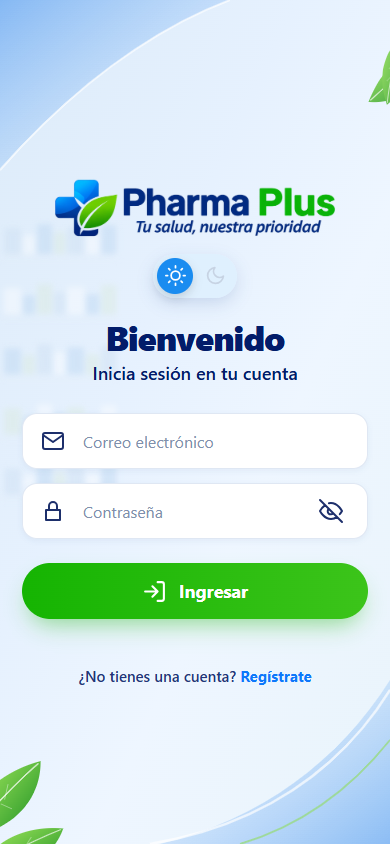 Pharma Plus
Tu salud, nuestra prioridad
Bienvenido
Inicia sesión en tu cuenta
Correo electrónico
Contraseña
Ingresar
¿No tienes una cuenta? Regístrate